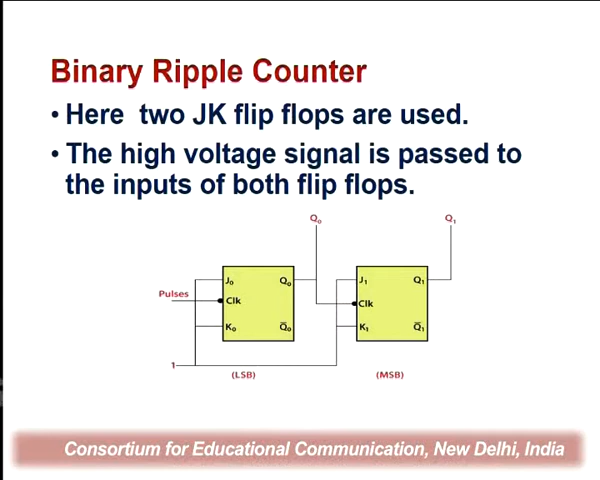 Binary Ripple Counter
• Here two JK flip flops are used.
• The high voltage signal is passed to
the inputs of both flip flops.
Q₀ Q₁
J₀ Q₀ J₁ Q₁
Pulses Clk Clk
K₀ Q̅₀ K₁ Q̅₁
1
(LSB) (MSB)
Consortium for Educational Communication, New Delhi, India